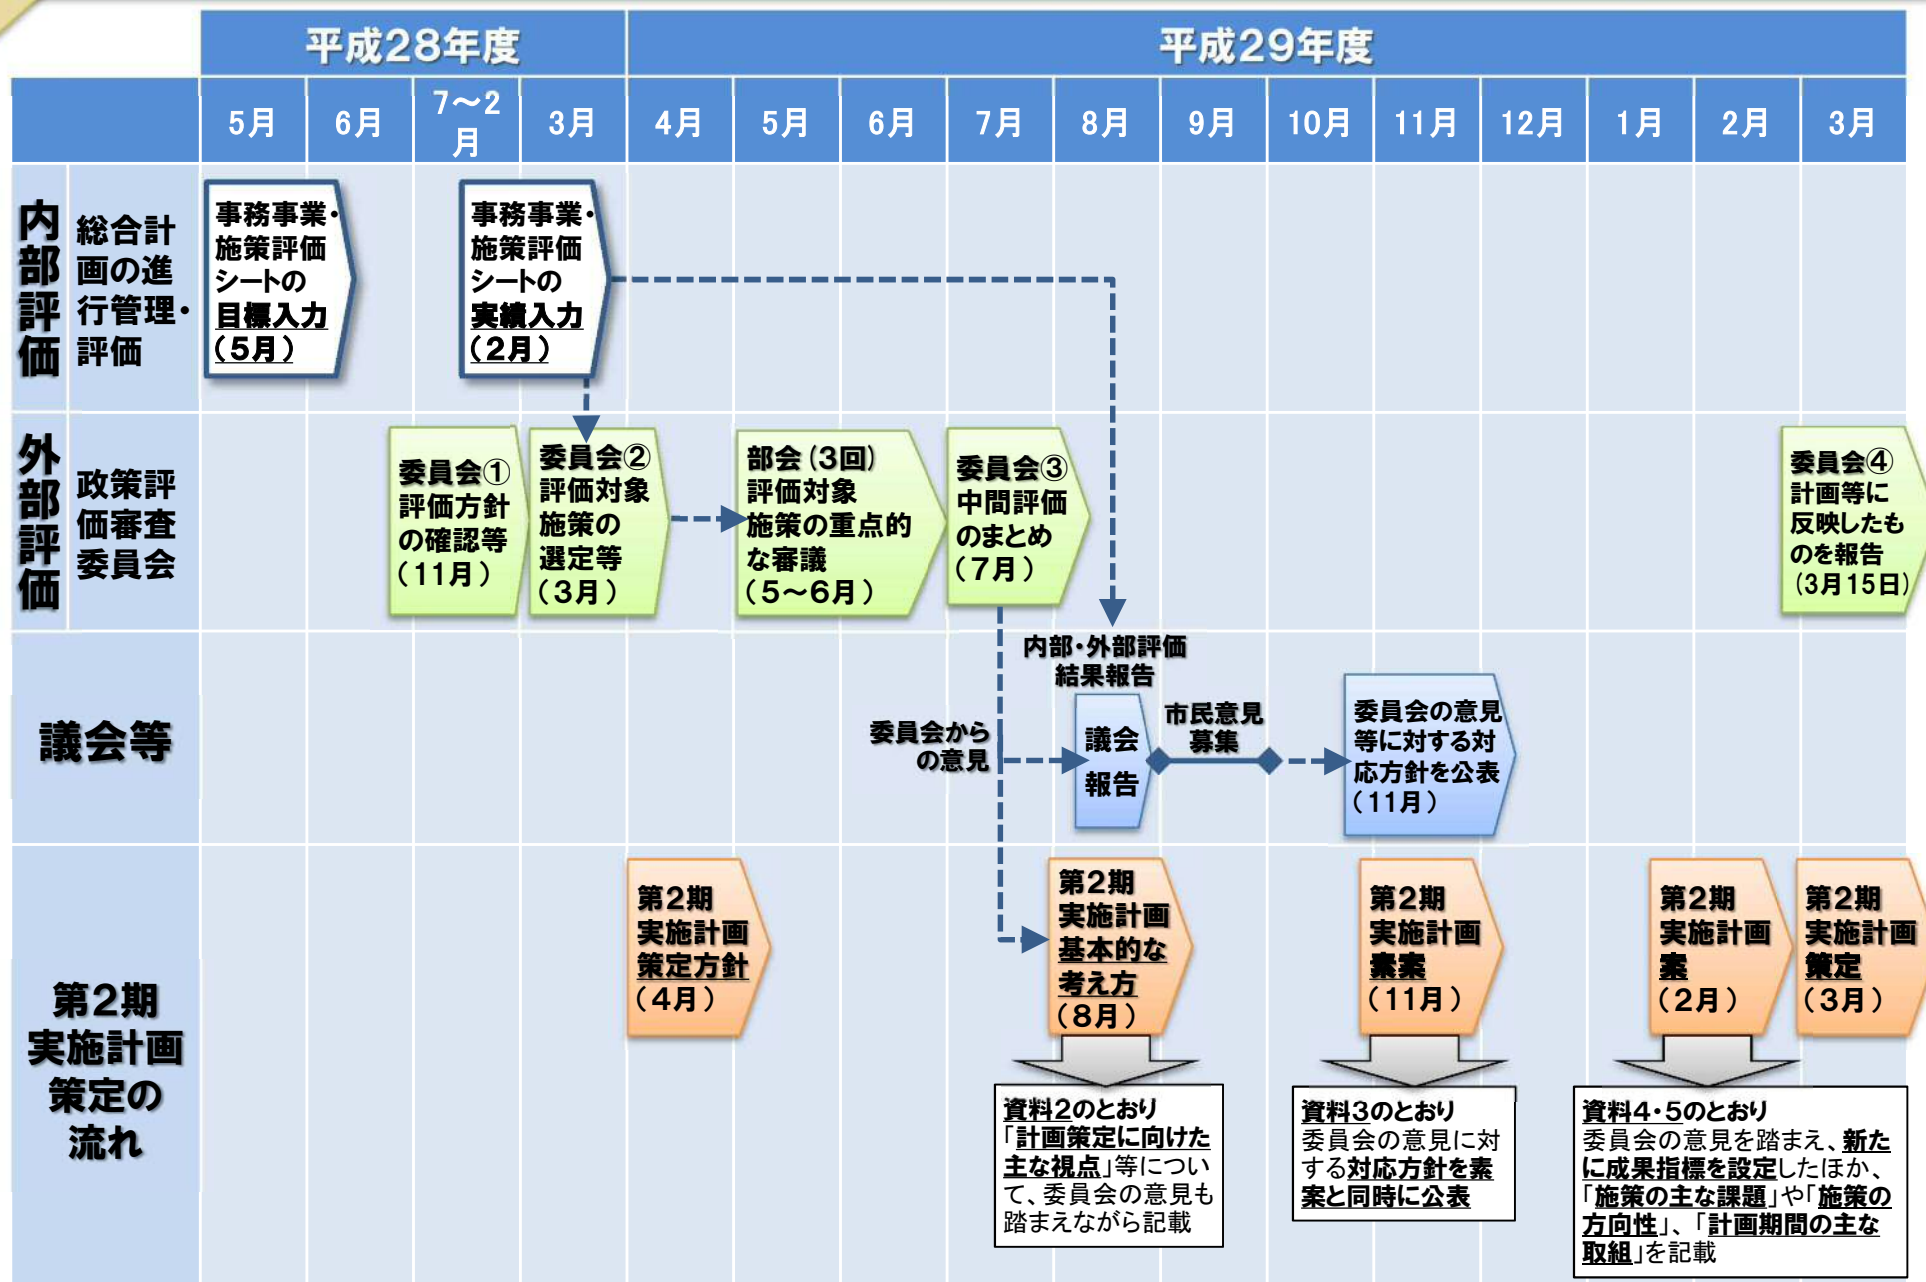 平成28年度
平成29年度
5月
6月
7～2
月
3月
4月
5月
6月
7月
8月
9月
10月
11月
12月
1月
2月
3月
内部評価
総合計
画の進
行管理・
評価
事務事業・
施策評価
シートの
目標入力
（5月）
事務事業・
施策評価
シートの
実績入力
（2月）
外部評価
政策評
価審査
委員会
委員会①
評価方針
の確認等
（11月）
委員会②
評価対象
施策の
選定等
（3月）
部会（3回）
評価対象
施策の重点的
な審議
（5～6月）
委員会③
中間評価
のまとめ
（7月）
委員会④
計画等に
反映したも
のを報告
（3月15日）
議会等
内部・外部評価
結果報告
委員会から
の意見
議会
報告
市民意見
募集
委員会の意見
等に対する対
応方針を公表
（11月）
第2期
実施計画
策定の
流れ
第2期
実施計画
策定方針
（4月）
第2期
実施計画
基本的な
考え方
（8月）
第2期
実施計画
素案
（11月）
第2期
実施計画
案
（2月）
第2期
実施計画
策定
（3月）
資料2のとおり
「計画策定に向けた
主な視点」等につい
て、委員会の意見も
踏まえながら記載
資料3のとおり
委員会の意見に対
する対応方針を素
案と同時に公表
資料4・5のとおり
委員会の意見を踏まえ、新た
に成果指標を設定したほか、
「施策の主な課題」や「施策の
方向性」、「計画期間の主な
取組」を記載